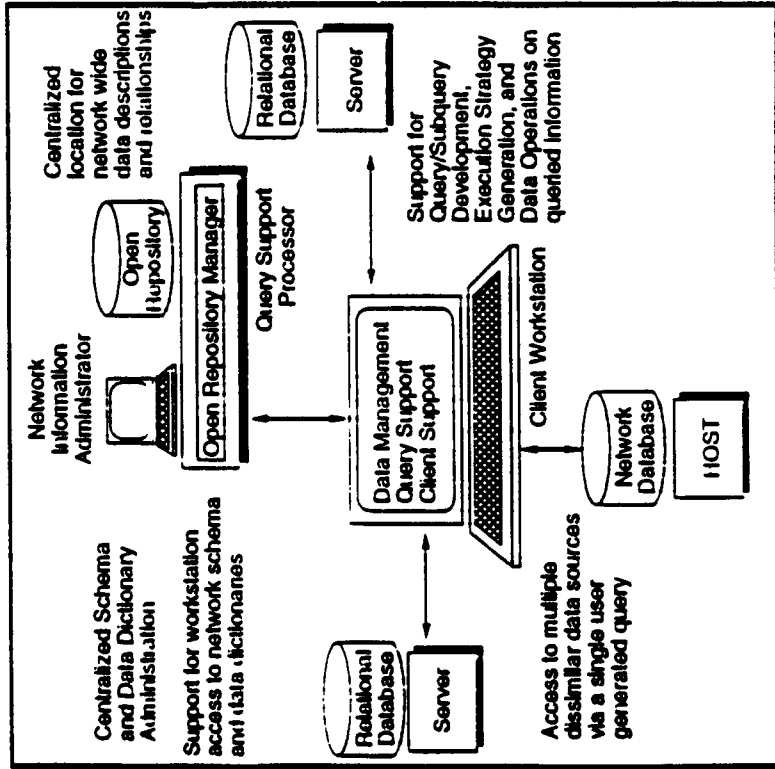 Centralized Schema
and Data Dictionary
Administration
Network
Information
Administrator
Open
Repository
Centralized
location for
network wide
data descriptions
and relationships
Support for workstation
access to network schema
and data dictionaries
Open Repository Manager
Query Support
Processor
Relational
Database
Server
Relational
Database
Server
Data Management
Query Support
Client Support
Client Workstation
Support for
Query/Subquery
Development,
Execution Strategy
Generation, and
Data Operations on
queried information
Access to multiple
dissimilar data sources
via a single user
generated query
Network
Database
HOST